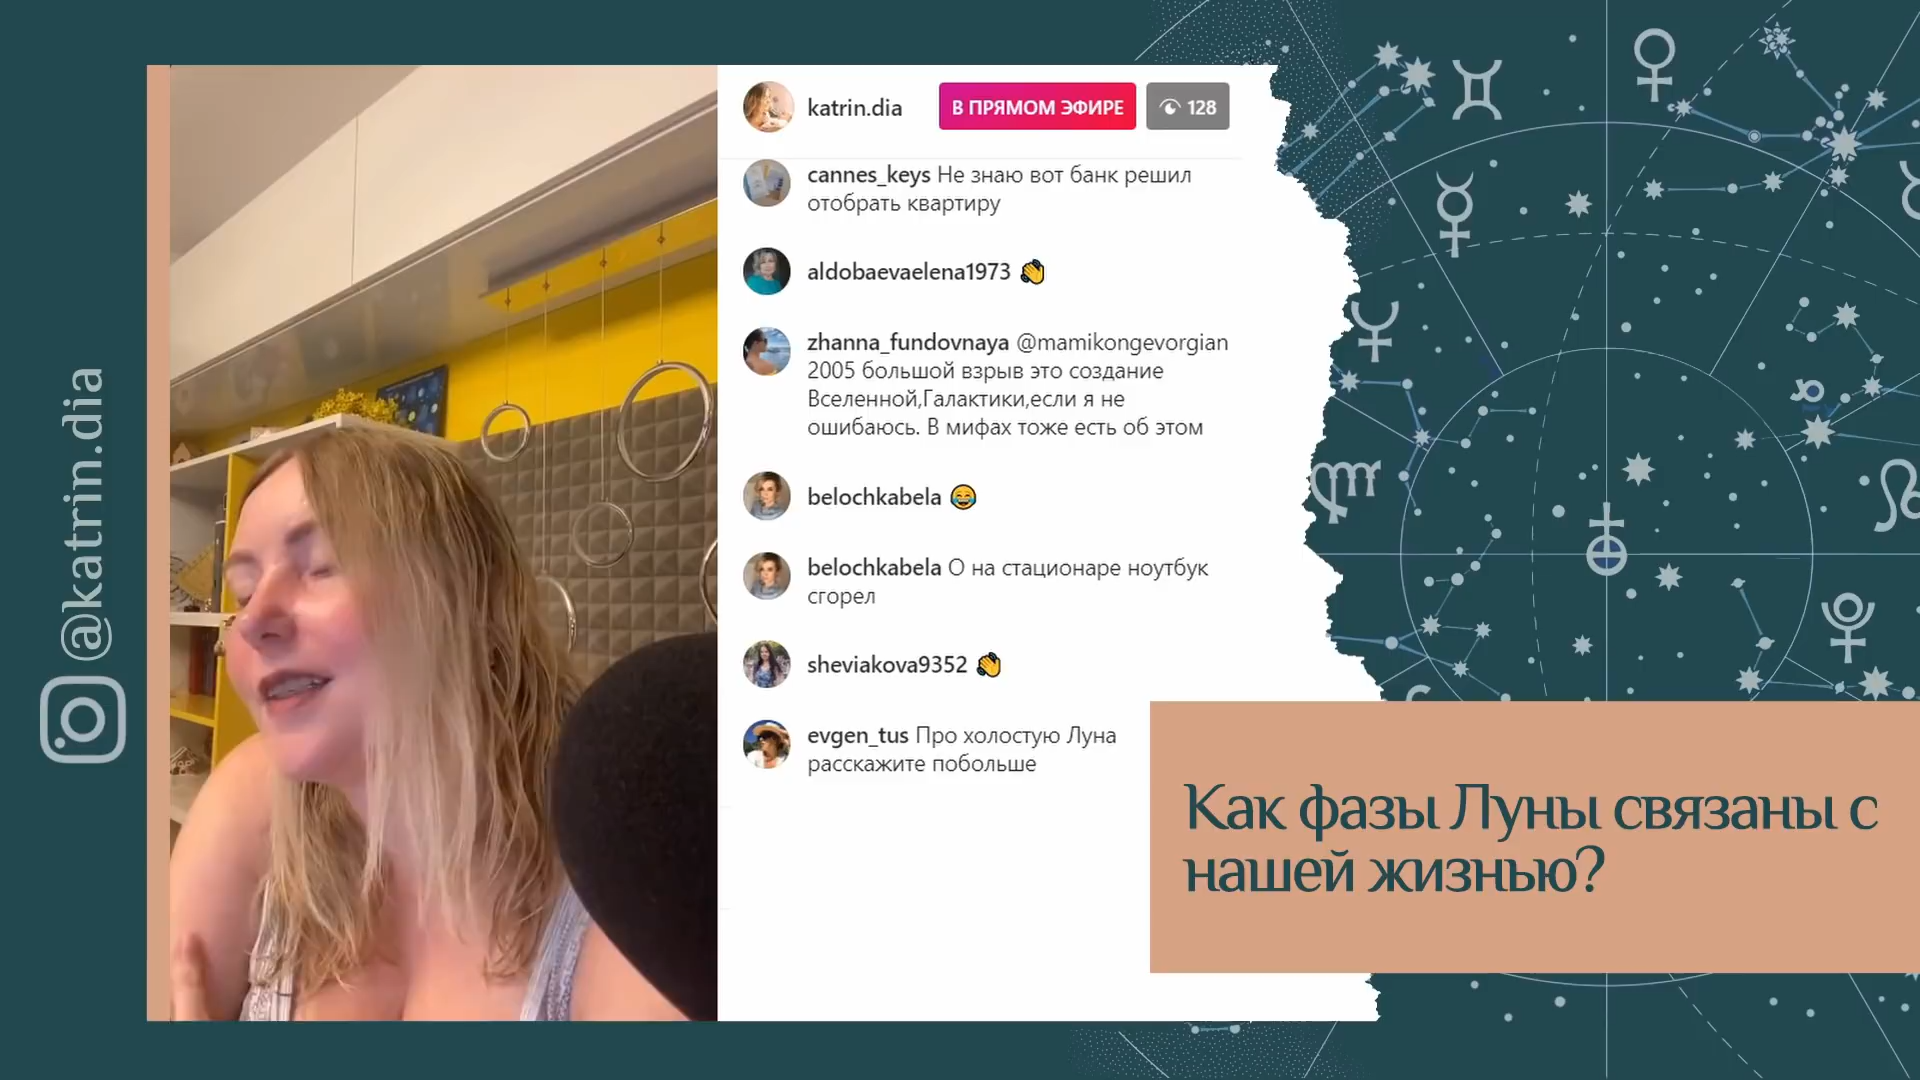 @katrin.dia
katrin.dia
В ПРЯМОМ ЭФИРЕ
128
cannes_keys Не знаю вот банк решил
отобрать квартиру
aldobaevaelena1973 👏
zhanna_fundovnaya @mamikongevorgian
2005 большой взрыв это создание
Вселенной,Галактики,если я не
ошибаюсь. В мифах тоже есть об этом
belochkabela 😂
belochkabela О на стационаре ноутбук
сгорел
sheviakova9352 👏
evgen_tus Про холостую Луна
расскажите побольше
Как фазы Луны связаны с
нашей жизнью?